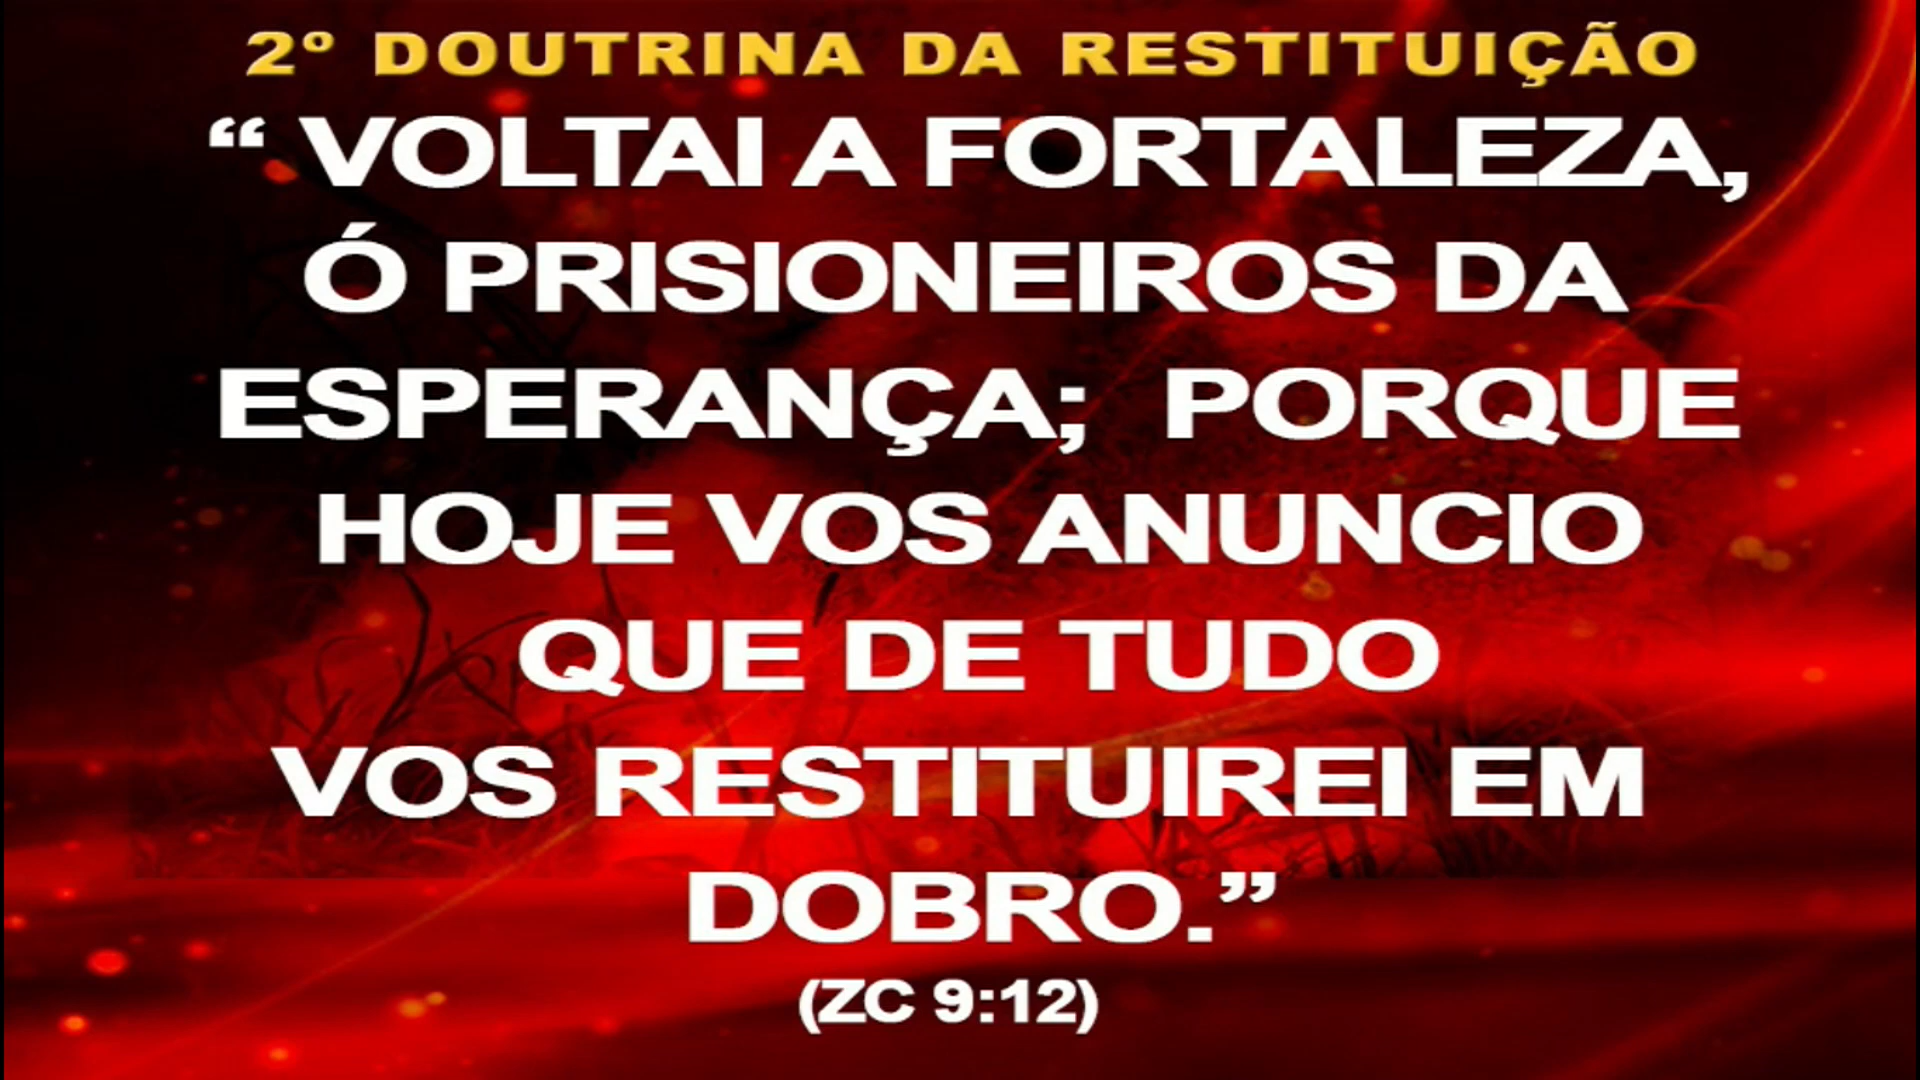 2º DOUTRINA DA RESTITUIÇÃO
“ VOLTAI A FORTALEZA,
Ó PRISIONEIROS DA
ESPERANÇA; PORQUE
HOJE VOS ANUNCIO
QUE DE TUDO
VOS RESTITUIREI EM
DOBRO.”
(ZC 9:12)